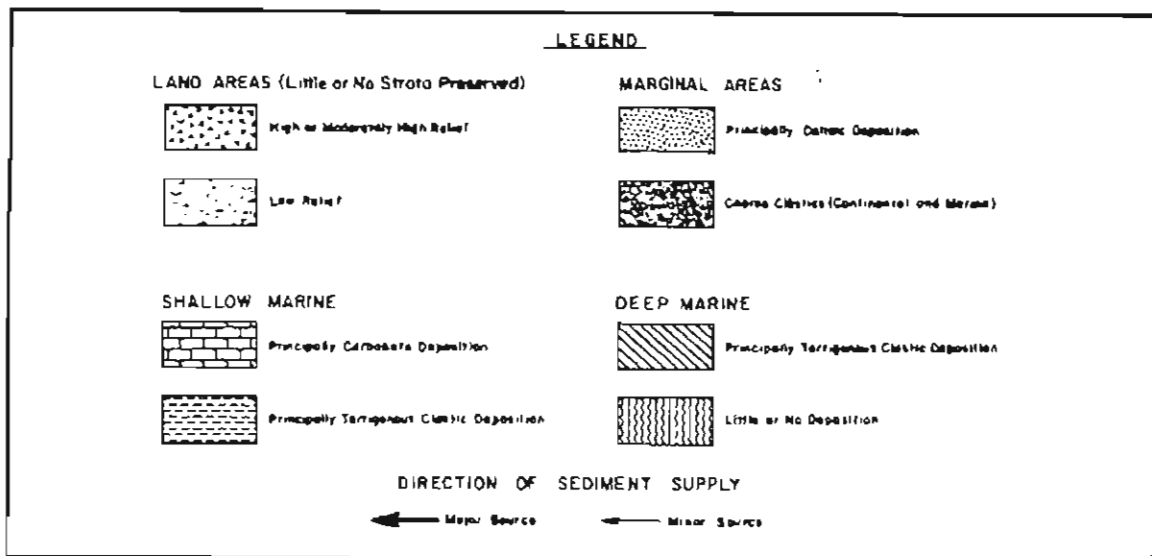 LEGEND
LAND AREAS (Little or No Strata Preserved)
High or Moderately High Relief
Low Relief
MARGINAL AREAS
Principally Deltaic Deposition
Coarse Clastics (Continental and Marine)
SHALLOW MARINE
Principally Carbonate Deposition
Principally Terrigenous Clastic Deposition
DEEP MARINE
Principally Terrigenous Clastic Deposition
Little or No Deposition
DIRECTION OF SEDIMENT SUPPLY
Major Source
Minor Source